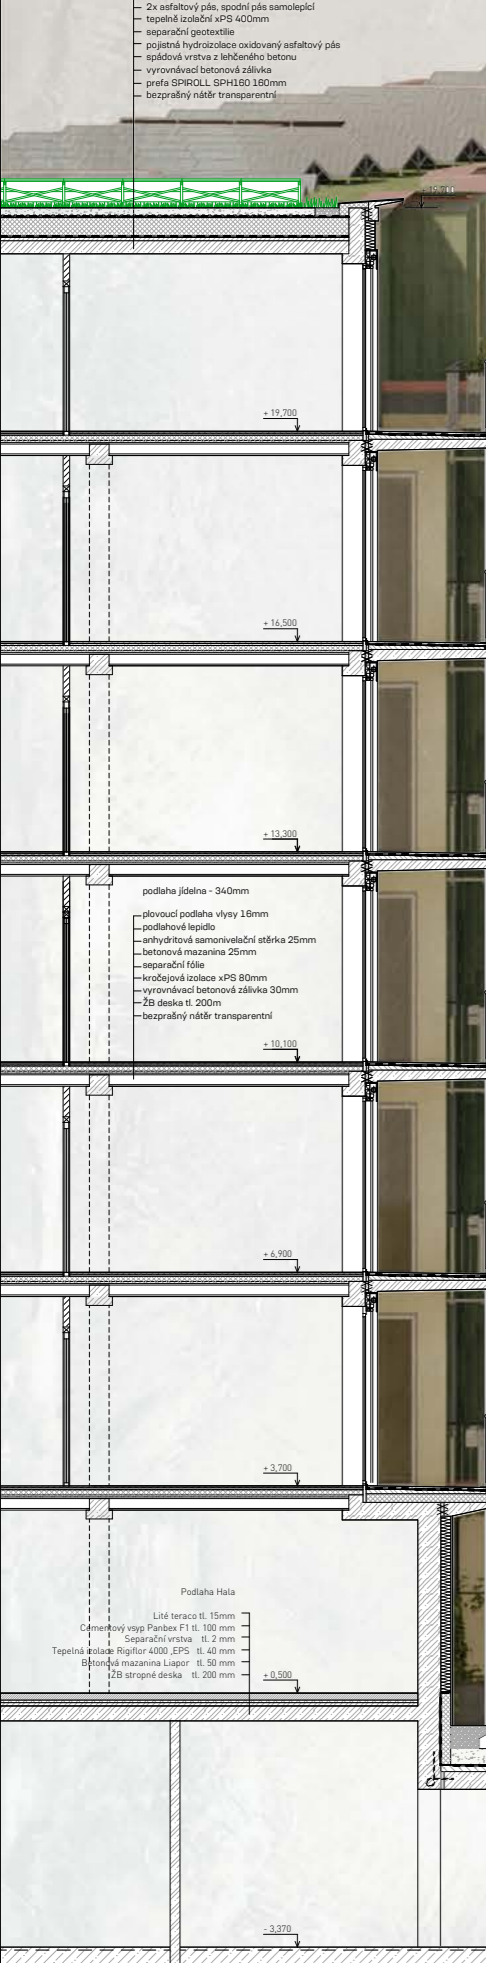 2x asfaltový pás, spodní pás samolepící
tepelně izolační xPS 400mm
separační geotextilie
pojistná hydroizolace oxidovaný asfaltový pás
spádová vrstva z lehčeného betonu
vyrovnávací betonová zálivka
prefa SPIROLL SPH160 160mm
bezprašný nátěr transparentní
+ 19,700
+ 16,500
+ 13,300
podlaha jídelna - 340mm
plovoucí podlaha vlysy 16mm
podlahové lepidlo
anhydritová samonivelační stěrka 25mm
betonová mazanina 25mm
separační fólie
kročejová izolace xPS 80mm
vyrovnávací betonová zálivka 30mm
ŽB deska tl. 200m
bezprašný nátěr transparentní
+ 10,100
+ 6,900
+ 3,700
Podlaha Hala
Lité teraco tl. 15mm
Cementový vsyp Panbex F1 tl. 100 mm
Separační vrstva tl. 2 mm
Tepelná izolace Rigiflor 4000 ,EPS tl. 40 mm
Betonová mazanina Liapor tl. 50 mm
ŽB stropné deska tl. 200 mm
+ 0,500
- 3,370